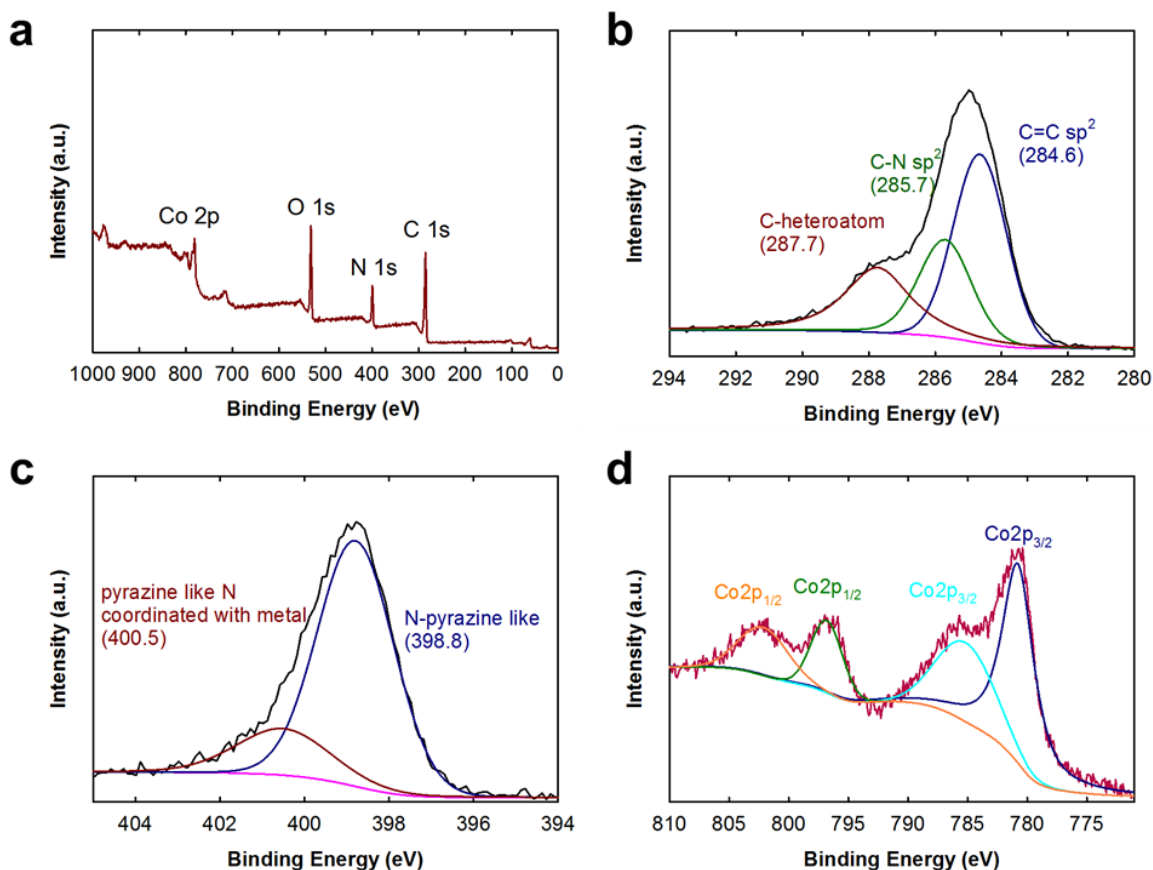 a
Intensity (a.u.)
Co 2p
O 1s
N 1s
C 1s
1000 900 800 700 600 500 400 300 200 100 0
Binding Energy (eV)
b
Intensity (a.u.)
C=C sp²
(284.6)
C-N sp²
(285.7)
C-heteroatom
(287.7)
294 292 290 288 286 284 282 280
Binding Energy (eV)
c
Intensity (a.u.)
pyrazine like N
coordinated with metal
(400.5)
N-pyrazine like
(398.8)
404 402 400 398 396 394
Binding Energy (eV)
d
Intensity (a.u.)
Co2p₃/₂
Co2p₁/₂
Co2p₁/₂
Co2p₃/₂
810 805 800 795 790 785 780 775
Binding Energy (eV)